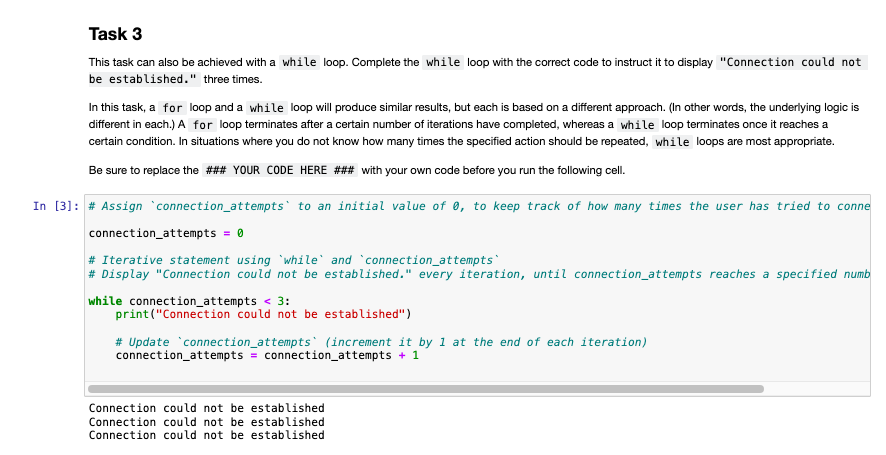 Task 3
This task can also be achieved with a while loop. Complete the while loop with the correct code to instruct it to display "Connection could not
be established." three times.
In this task, a for loop and a while loop will produce similar results, but each is based on a different approach. (In other words, the underlying logic is
different in each.) A for loop terminates after a certain number of iterations have completed, whereas a while loop terminates once it reaches a
certain condition. In situations where you do not know how many times the specified action should be repeated, while loops are most appropriate.
Be sure to replace the ### YOUR CODE HERE ### with your own code before you run the following cell.
In [3]: # Assign `connection_attempts` to an initial value of 0, to keep track of how many times the user has tried to conne
connection_attempts = 0
# Iterative statement using `while` and `connection_attempts`
# Display "Connection could not be established." every iteration, until connection_attempts reaches a specified numb
while connection_attempts < 3:
    print("Connection could not be established")
    # Update `connection_attempts` (increment it by 1 at the end of each iteration)
    connection_attempts = connection_attempts + 1
Connection could not be established
Connection could not be established
Connection could not be established